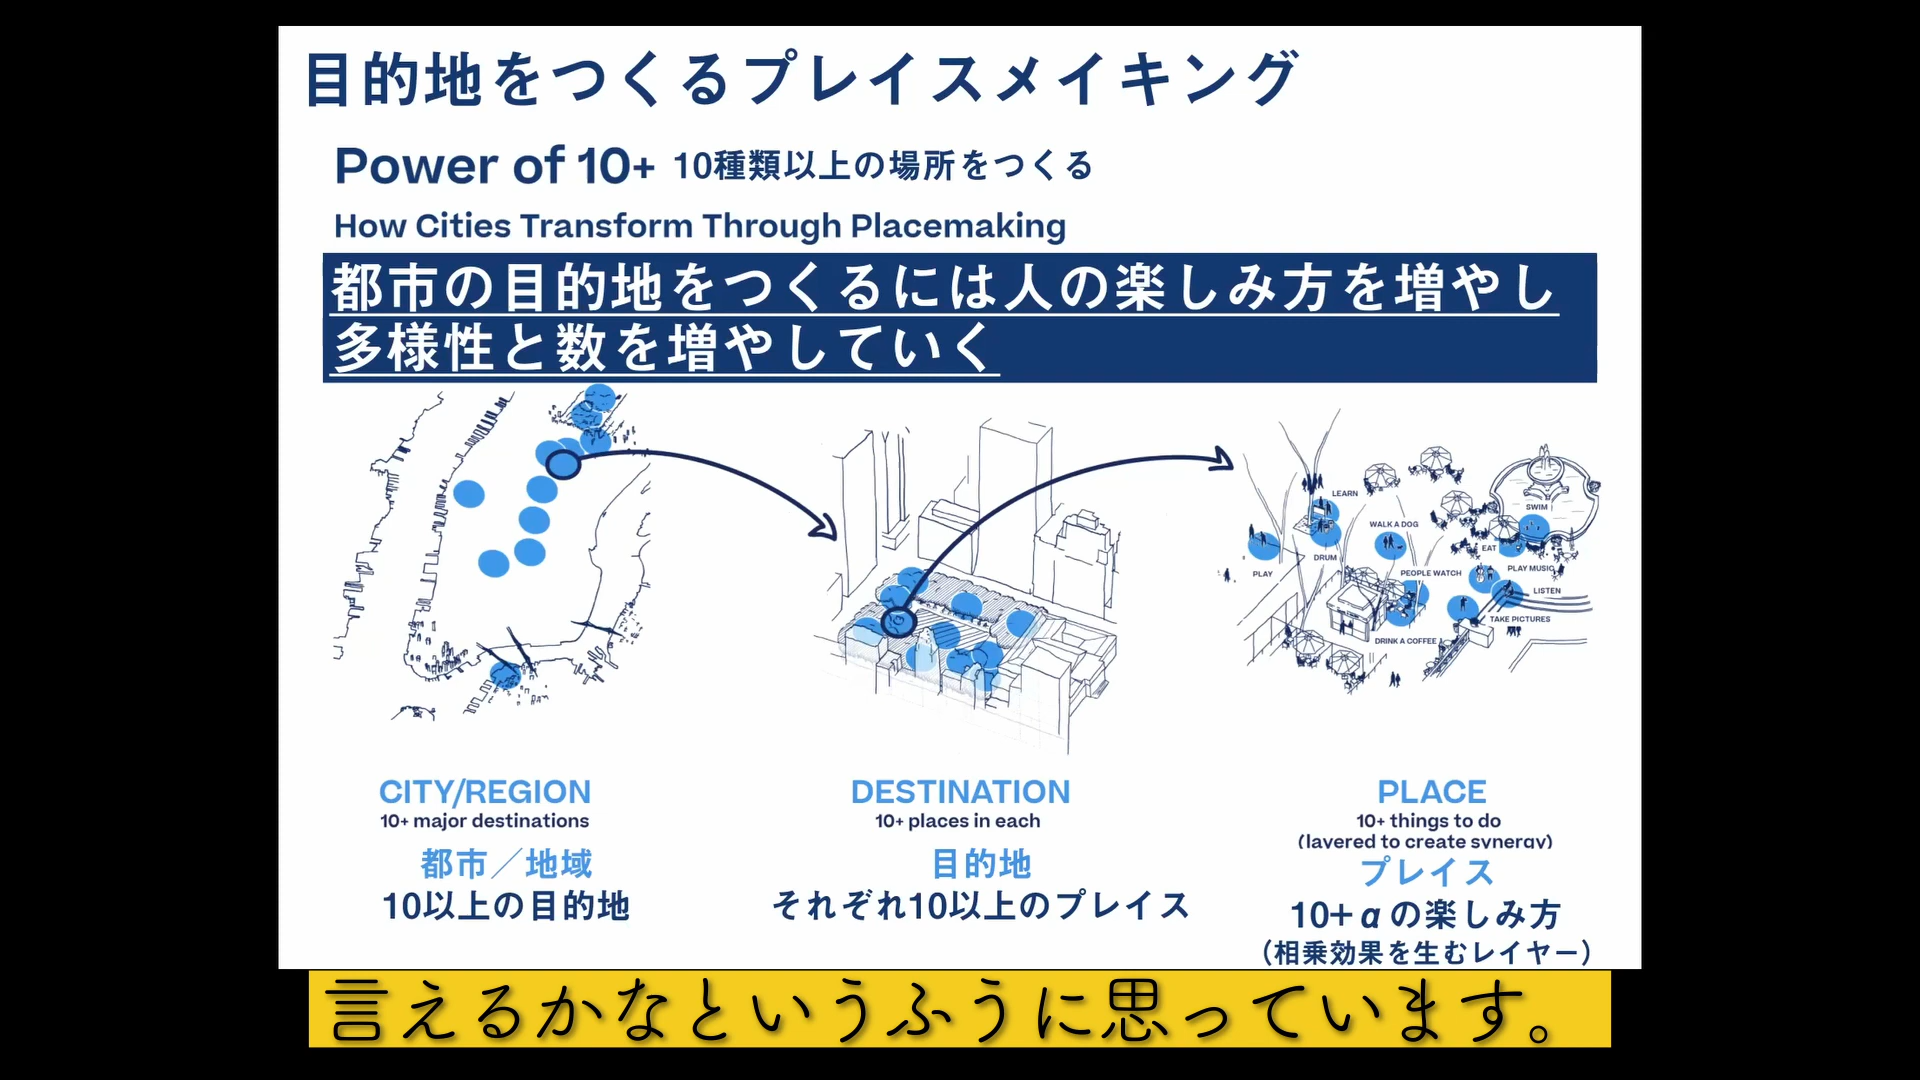 目的地をつくるプレイスメイキング
Power of 10+ 10種類以上の場所をつくる
How Cities Transform Through Placemaking
都市の目的地をつくるには人の楽しみ方を増やし
多様性と数を増やしていく
LEARN
SWIM
WALK A DOG
EAT
DRUM
PLAY
PEOPLE WATCH
PLAY MUSIC
LISTEN
TAKE PICTURES
DRINK A COFFEE
CITY/REGION
10+ major destinations
都市／地域
10以上の目的地
DESTINATION
10+ places in each
目的地
それぞれ10以上のプレイス
PLACE
10+ things to do
(layered to create synergy)
プレイス
10+αの楽しみ方
（相乗効果を生むレイヤー）
言えるかなというふうに思っています。